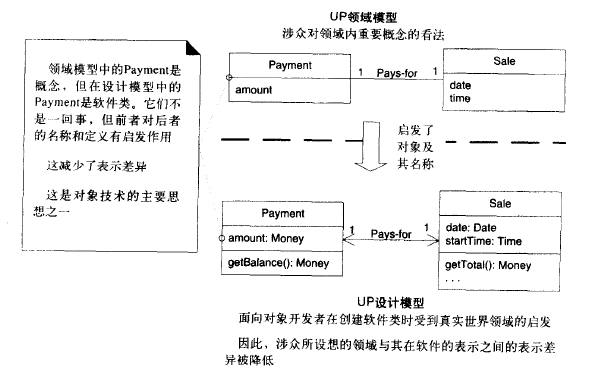 UP领域模型
涉众对领域内重要概念的看法
领域模型中的Payment是
概念，但在设计模型中的
Payment是软件类。它们不
是一回事，但前者对后者
的名称和定义有启发作用
这减少了表示差异
这是对象技术的主要思
想之一
Payment
amount
1 Pays-for 1
Sale
date
time
启发了
对象及
其名称
Payment
amount: Money
getBalance(): Money
1 Pays-for 1
Sale
date: Date
startTime: Time
getTotal(): Money
. . .
UP设计模型
面向对象开发者在创建软件类时受到真实世界领域的启发
因此，涉众所设想的领域与其在软件的表示之间的表示差
异被降低